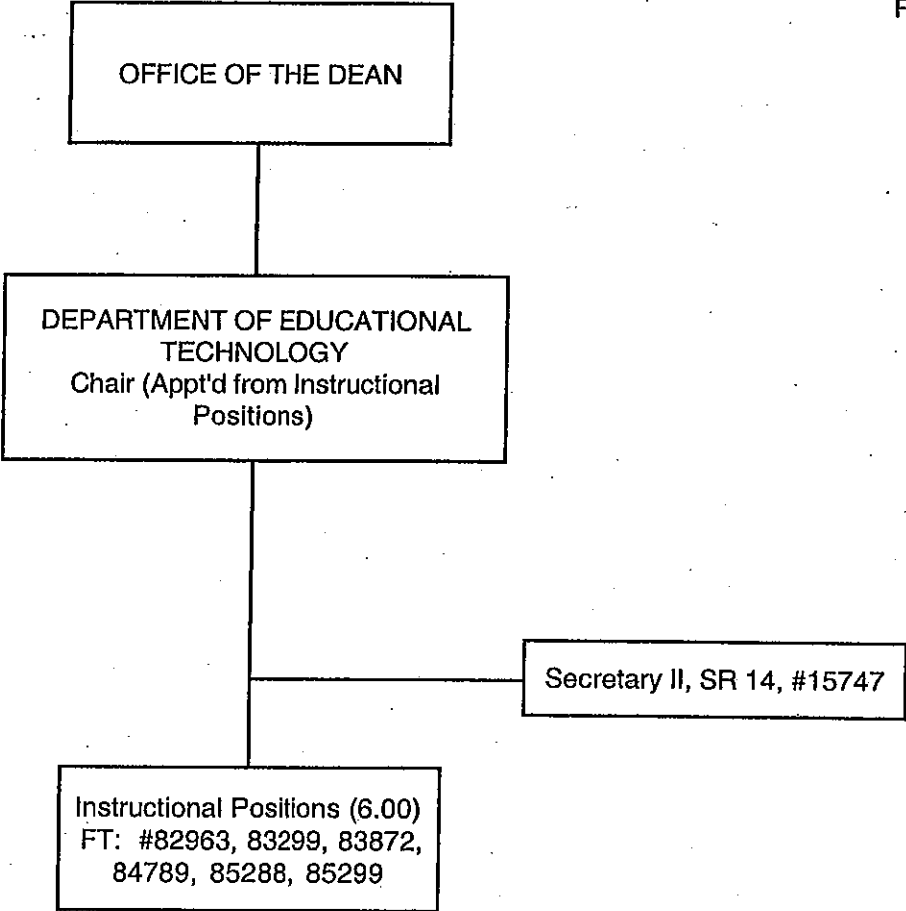 F
OFFICE OF THE DEAN
DEPARTMENT OF EDUCATIONAL
TECHNOLOGY
Chair (Appt'd from Instructional
Positions)
Secretary II, SR 14, #15747
Instructional Positions (6.00)
FT: #82963, 83299, 83872,
84789, 85288, 85299